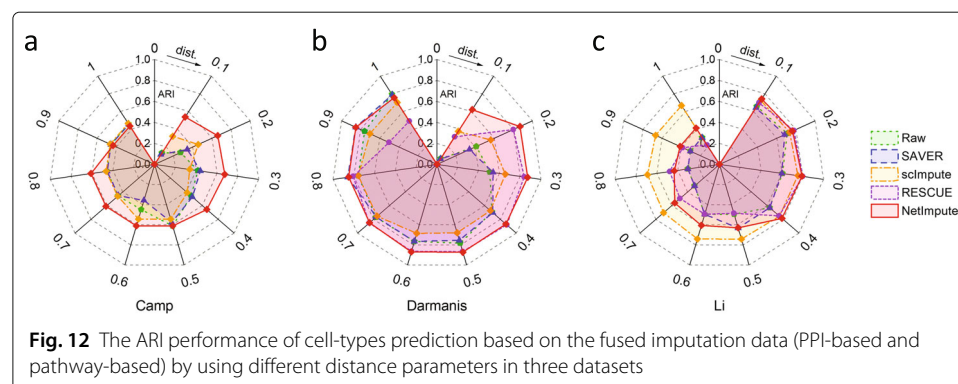 a
b
c
0
dist.
0.1
0.2
0.3
0.4
0.5
0.6
0.7
0.8
0.9
1
1.0
0.8
0.6
ARI
0.4
0.2
0.0
Camp
0
dist.
0.1
0.2
0.3
0.4
0.5
0.6
0.7
0.8
0.9
1
1.0
0.8
0.6
ARI
0.4
0.2
0.0
Darmanis
0
dist.
0.1
0.2
0.3
0.4
0.5
0.6
0.7
0.8
0.9
1
1.0
0.8
0.6
ARI
0.4
0.2
0.0
Li
Raw
SAVER
scImpute
RESCUE
NetImpute
Fig. 12 The ARI performance of cell-types prediction based on the fused imputation data (PPI-based and
pathway-based) by using different distance parameters in three datasets